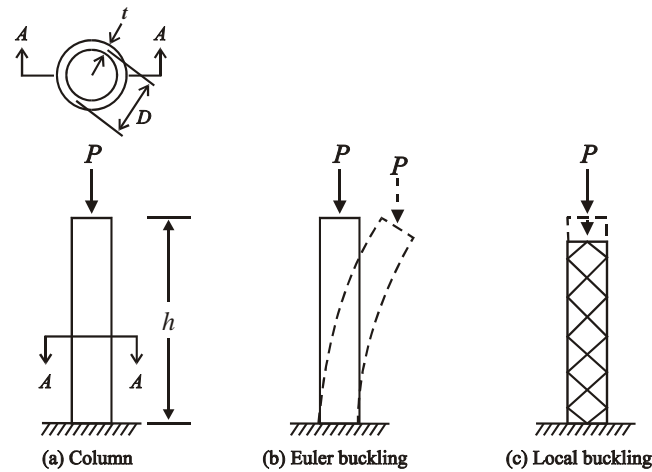 t
A A
D
P P P P
h
A A
(a) Column (b) Euler buckling (c) Local buckling